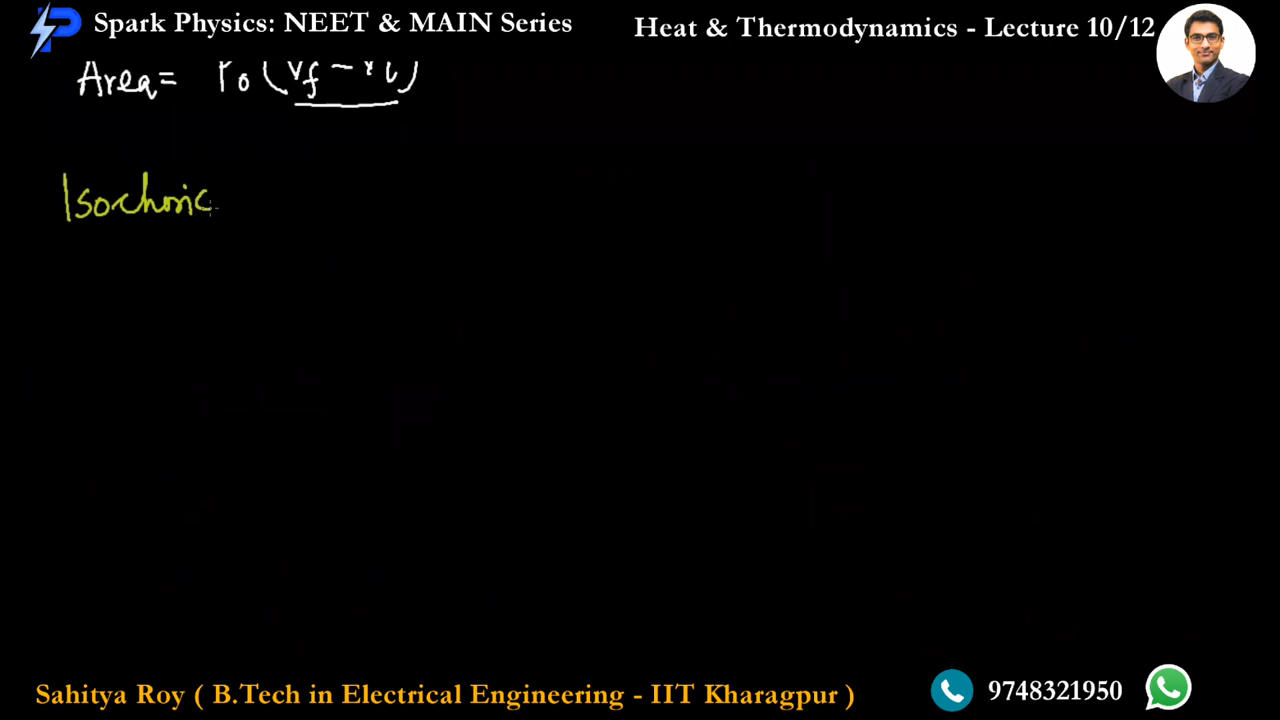 Spark Physics: NEET & MAIN Series
Heat & Thermodynamics - Lecture 10/12
Area= P₀(Vf - Vi)
Isochoric
Sahitya Roy ( B.Tech in Electrical Engineering - IIT Kharagpur )
9748321950